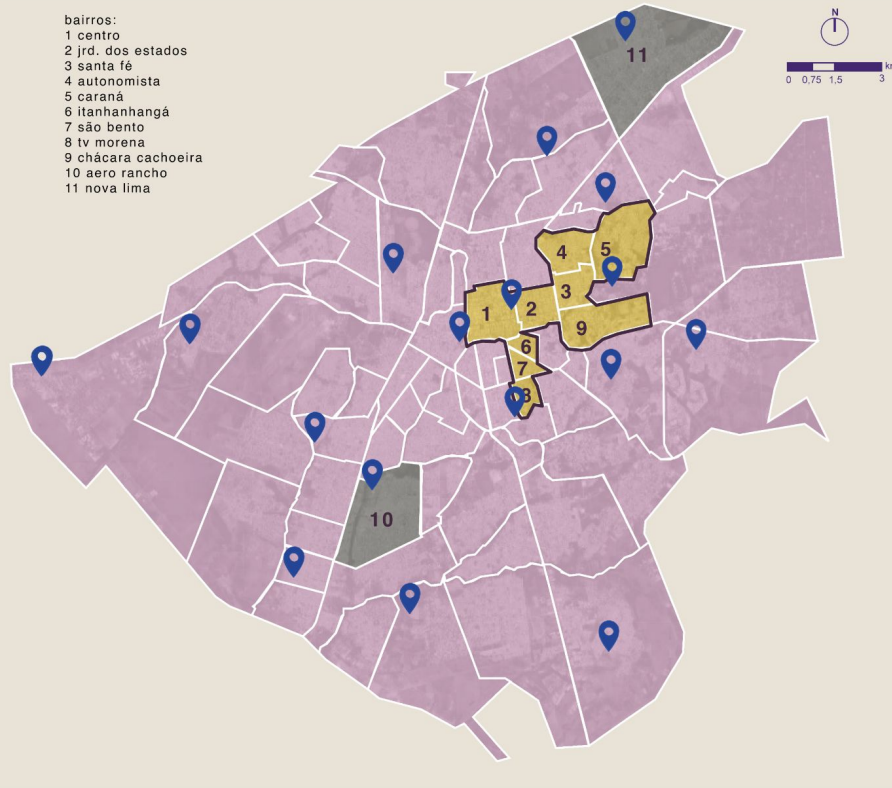 bairros:
1 centro
2 jrd. dos estados
3 santa fé
4 autonomista
5 caraná
6 itanhanhangá
7 são bento
8 tv morena
9 chácara cachoeira
10 aero rancho
11 nova lima
N
km
0 0,75 1,5 3
11
4
5
3
1
2
9
6
7
8
10